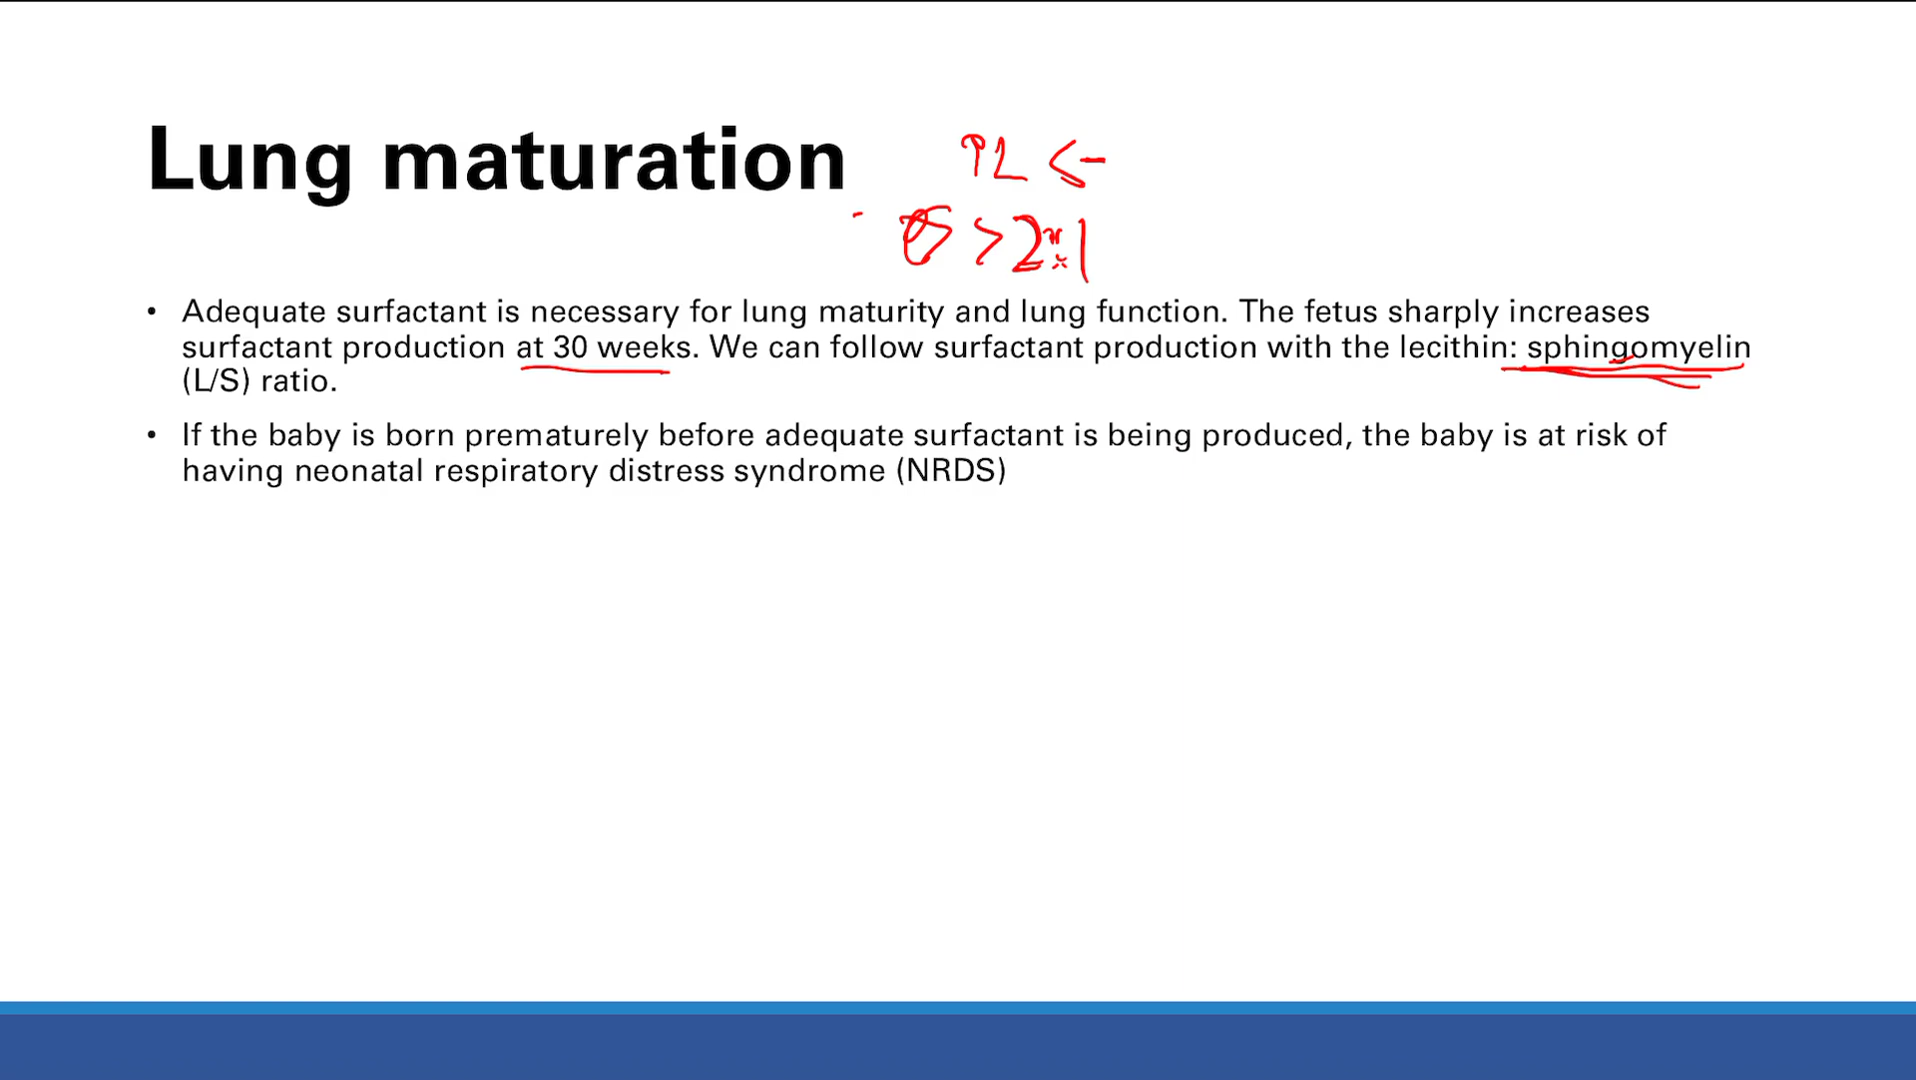 Lung maturation
↑L <-
S > 2:1
• Adequate surfactant is necessary for lung maturity and lung function. The fetus sharply increases
surfactant production at 30 weeks. We can follow surfactant production with the lecithin: sphingomyelin
(L/S) ratio.
• If the baby is born prematurely before adequate surfactant is being produced, the baby is at risk of
having neonatal respiratory distress syndrome (NRDS)